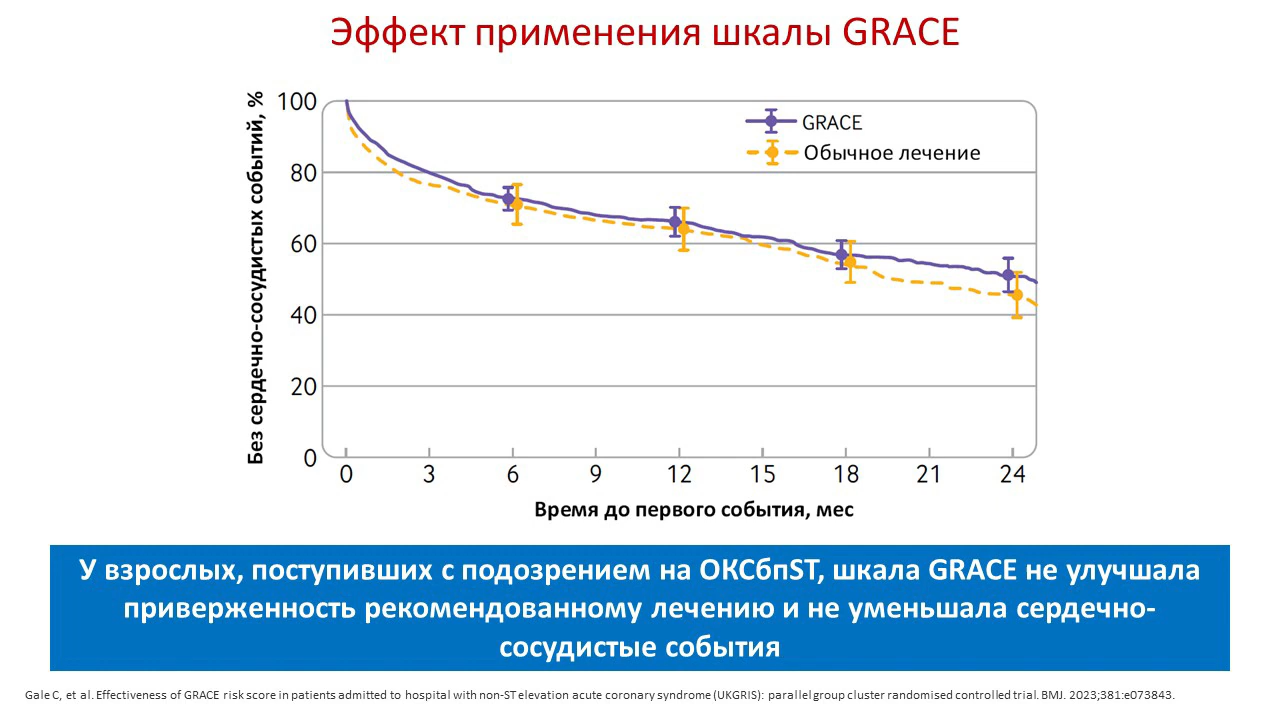 Эффект применения шкалы GRACE
Без сердечно-сосудистых событий, %
100
80
60
40
20
0
GRACE
Обычное лечение
0 3 6 9 12 15 18 21 24
Время до первого события, мес
У взрослых, поступивших с подозрением на ОКСбпST, шкала GRACE не улучшала
приверженность рекомендованному лечению и не уменьшала сердечно-
сосудистые события
Gale C, et al. Effectiveness of GRACE risk score in patients admitted to hospital with non-ST elevation acute coronary syndrome (UKGRIS): parallel group cluster randomised controlled trial. BMJ. 2023;381:e073843.